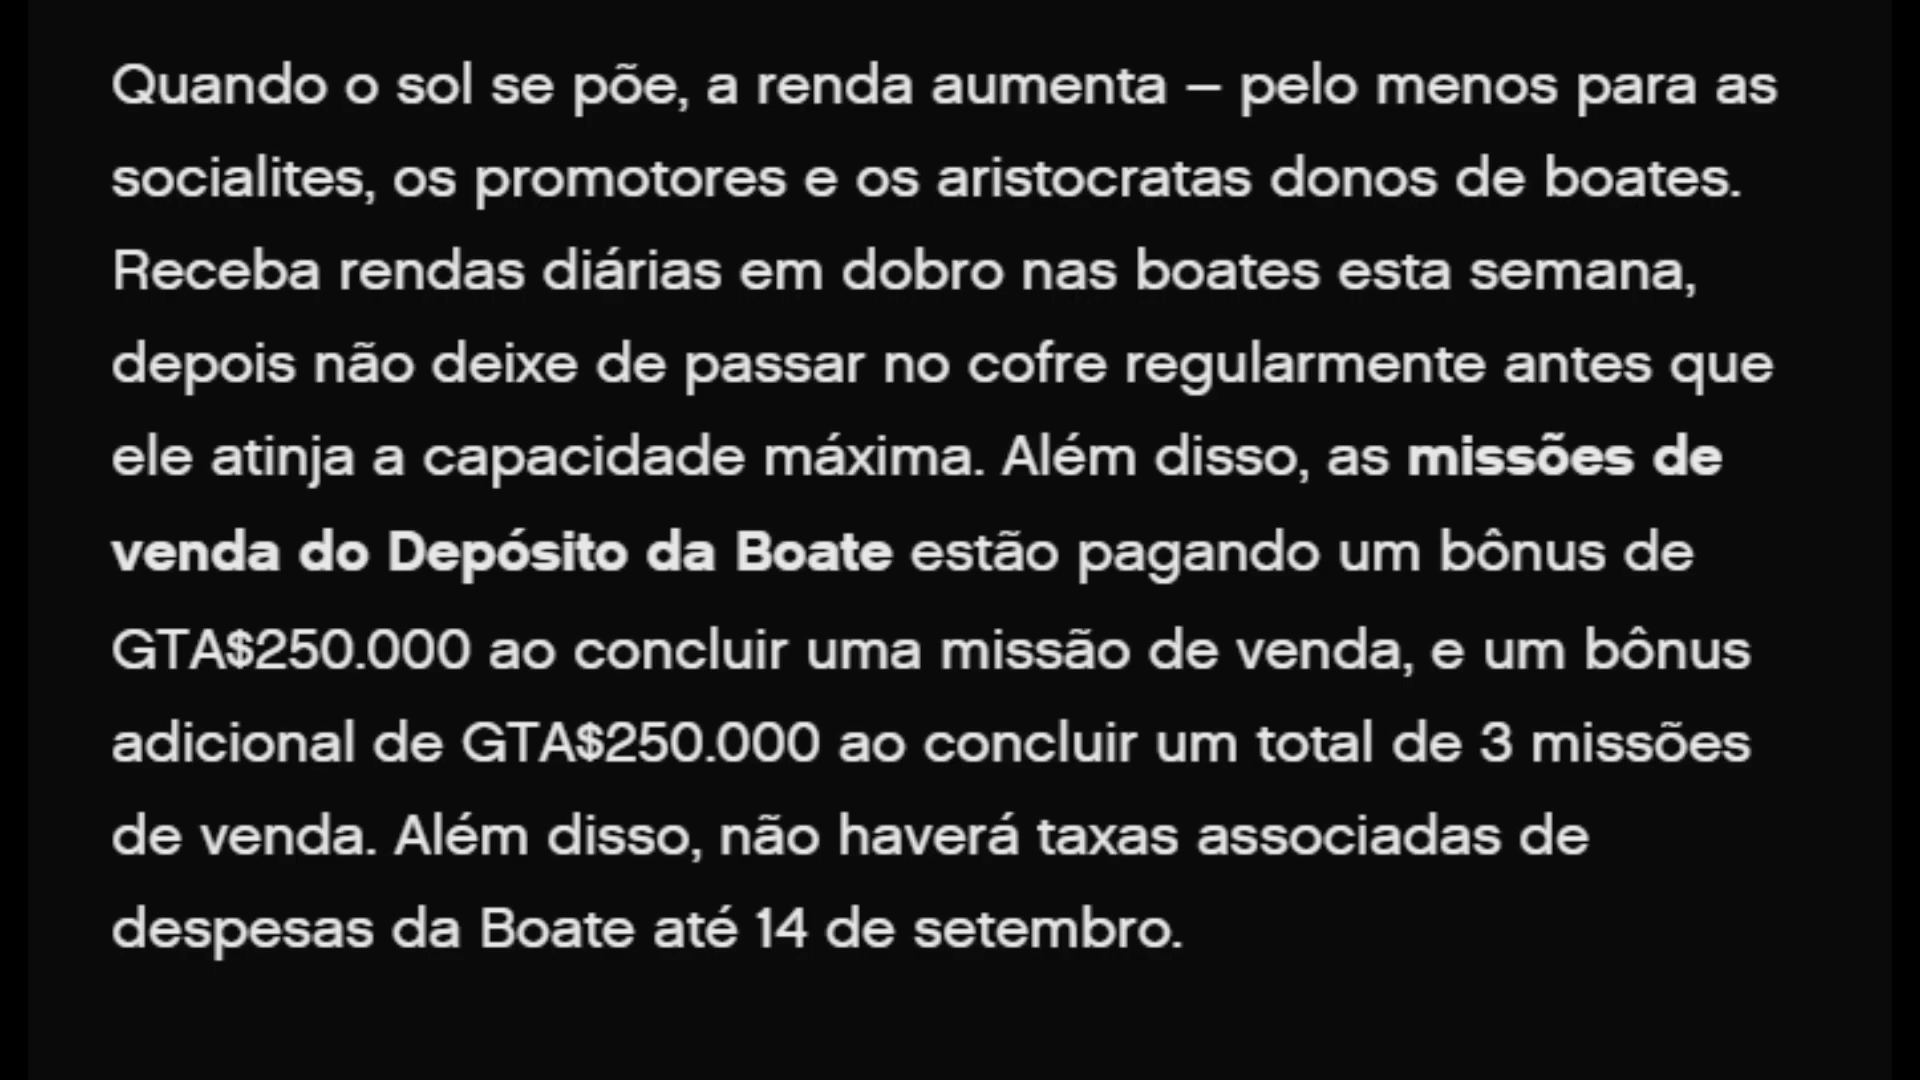 Quando o sol se põe, a renda aumenta – pelo menos para as
socialites, os promotores e os aristocratas donos de boates.
Receba rendas diárias em dobro nas boates esta semana,
depois não deixe de passar no cofre regularmente antes que
ele atinja a capacidade máxima. Além disso, as missões de
venda do Depósito da Boate estão pagando um bônus de
GTA$250.000 ao concluir uma missão de venda, e um bônus
adicional de GTA$250.000 ao concluir um total de 3 missões
de venda. Além disso, não haverá taxas associadas de
despesas da Boate até 14 de setembro.